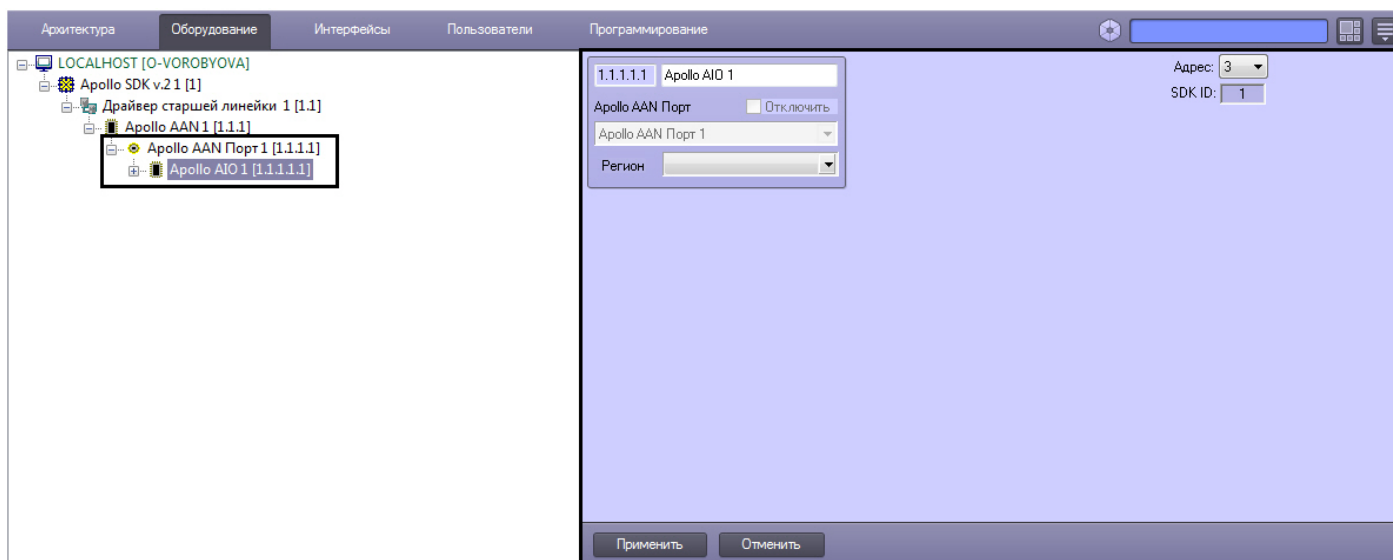 Архитектура Оборудование Интерфейсы Пользователи Программирование
LOCALHOST [O-VOROBYOVA]
Apollo SDK v.2 1 [1]
Драйвер старшей линейки 1 [1.1]
Apollo AAN 1 [1.1.1]
Apollo AAN Порт 1 [1.1.1.1]
Apollo AIO 1 [1.1.1.1.1]
1.1.1.1.1 Apollo AIO 1
Apollo AAN Порт Отключить
Apollo AAN Порт 1
Регион
Адрес: 3
SDK ID: 1
Применить Отменить